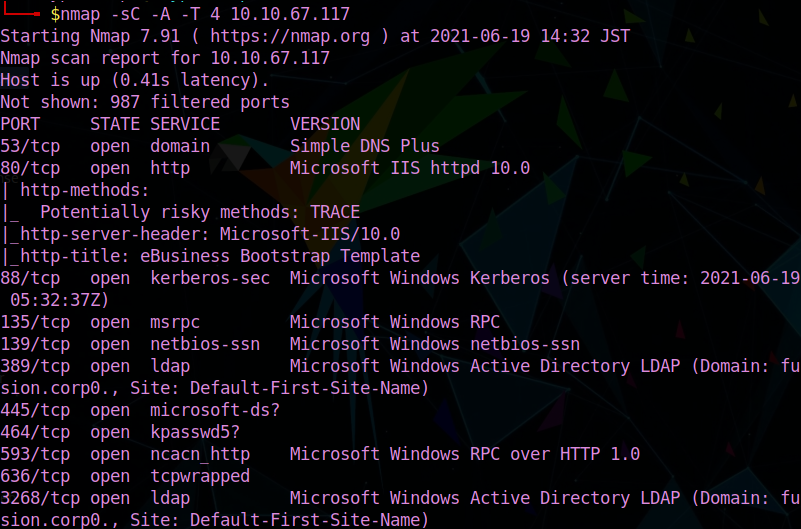 $nmap -sC -A -T 4 10.10.67.117
Starting Nmap 7.91 ( https://nmap.org ) at 2021-06-19 14:32 JST
Nmap scan report for 10.10.67.117
Host is up (0.41s latency).
Not shown: 987 filtered ports
PORT     STATE SERVICE       VERSION
53/tcp   open  domain        Simple DNS Plus
80/tcp   open  http          Microsoft IIS httpd 10.0
| http-methods:
|_  Potentially risky methods: TRACE
|_http-server-header: Microsoft-IIS/10.0
|_http-title: eBusiness Bootstrap Template
88/tcp   open  kerberos-sec  Microsoft Windows Kerberos (server time: 2021-06-19
 05:32:37Z)
135/tcp  open  msrpc         Microsoft Windows RPC
139/tcp  open  netbios-ssn   Microsoft Windows netbios-ssn
389/tcp  open  ldap          Microsoft Windows Active Directory LDAP (Domain: fu
sion.corp0., Site: Default-First-Site-Name)
445/tcp  open  microsoft-ds?
464/tcp  open  kpasswd5?
593/tcp  open  ncacn_http    Microsoft Windows RPC over HTTP 1.0
636/tcp  open  tcpwrapped
3268/tcp open  ldap          Microsoft Windows Active Directory LDAP (Domain: fu
sion.corp0., Site: Default-First-Site-Name)